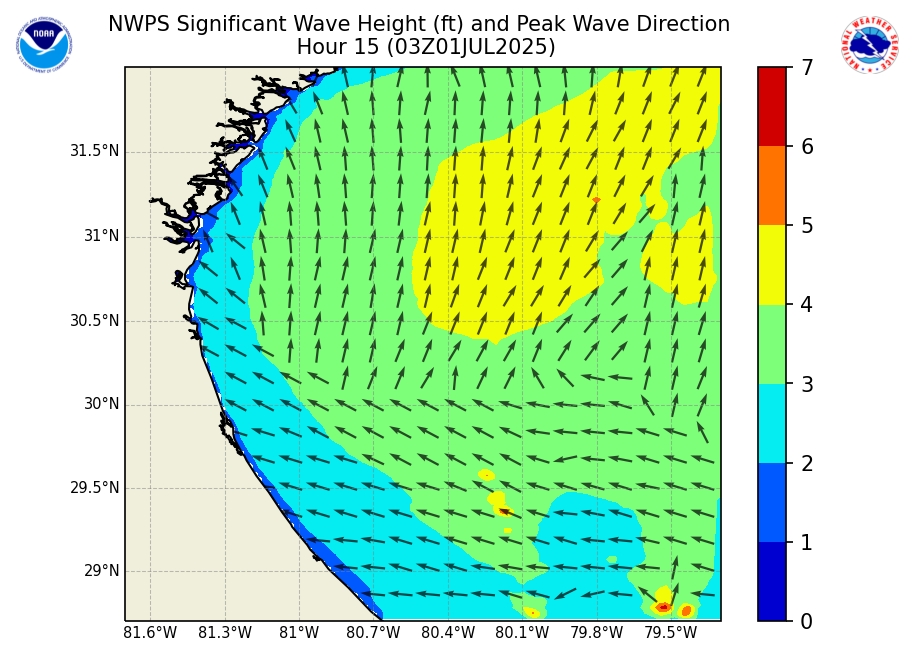 NWPS Significant Wave Height (ft) and Peak Wave Direction
Hour 15 (03Z01JUL2025)
NOAA
NATIONAL WEATHER SERVICE
31.5°N
31°N
30.5°N
30°N
29.5°N
29°N
81.6°W
81.3°W
81°W
80.7°W
80.4°W
80.1°W
79.8°W
79.5°W
7
6
5
4
3
2
1
0